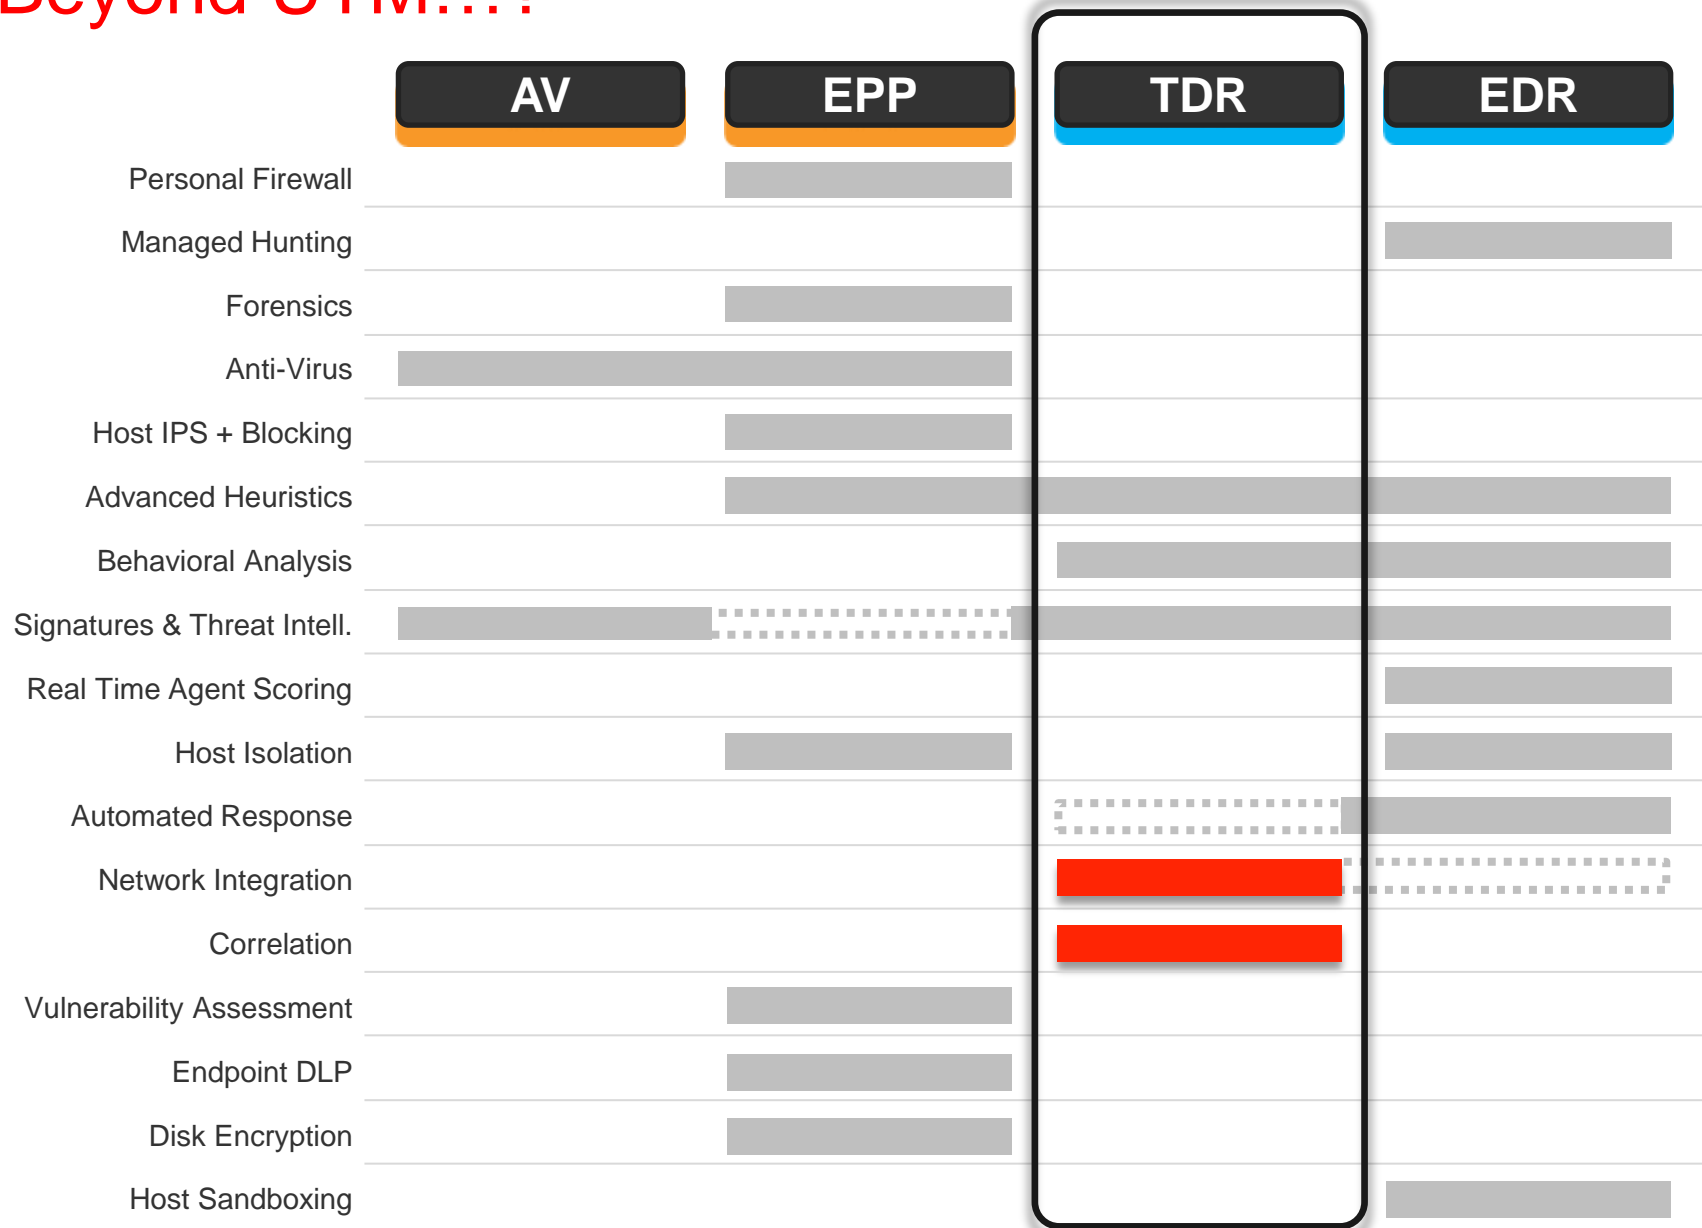 Beyond UTM...?
AV EPP TDR EDR
Personal Firewall
Managed Hunting
Forensics
Anti-Virus
Host IPS + Blocking
Advanced Heuristics
Behavioral Analysis
Signatures & Threat Intell.
Real Time Agent Scoring
Host Isolation
Automated Response
Network Integration
Correlation
Vulnerability Assessment
Endpoint DLP
Disk Encryption
Host Sandboxing